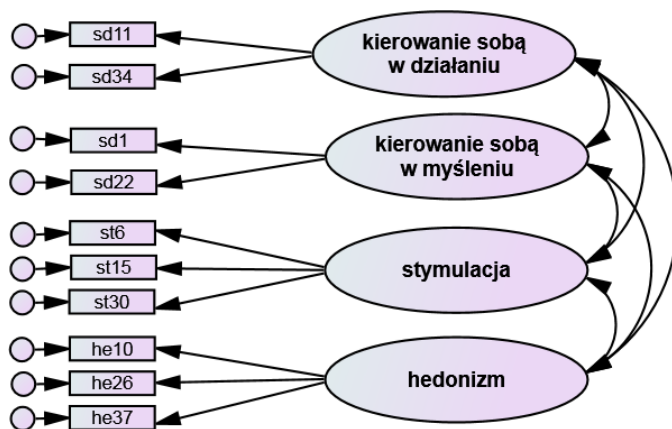 sd11
sd34
kierowanie sobą
w działaniu
sd1
sd22
kierowanie sobą
w myśleniu
st6
st15
st30
stymulacja
he10
he26
he37
hedonizm